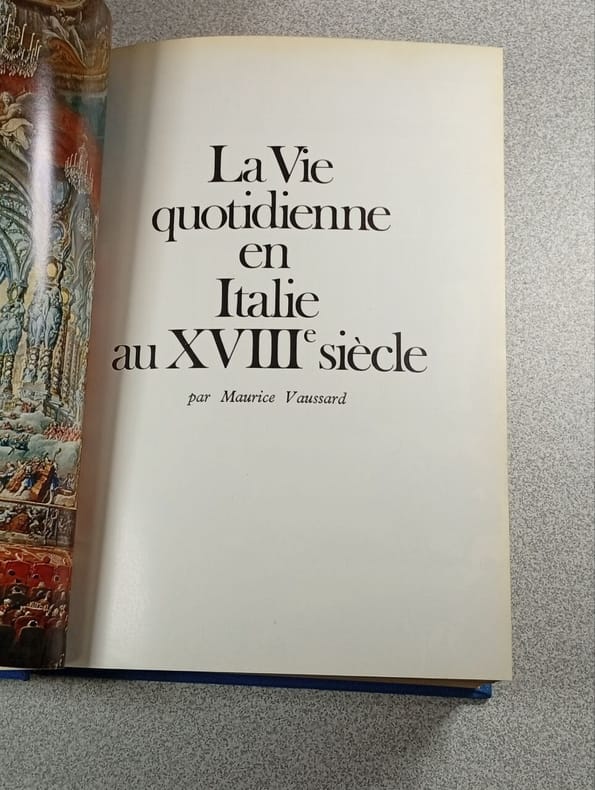 La Vie
quotidienne
en
Italie
au XVIIIe siècle
par Maurice Vaussard